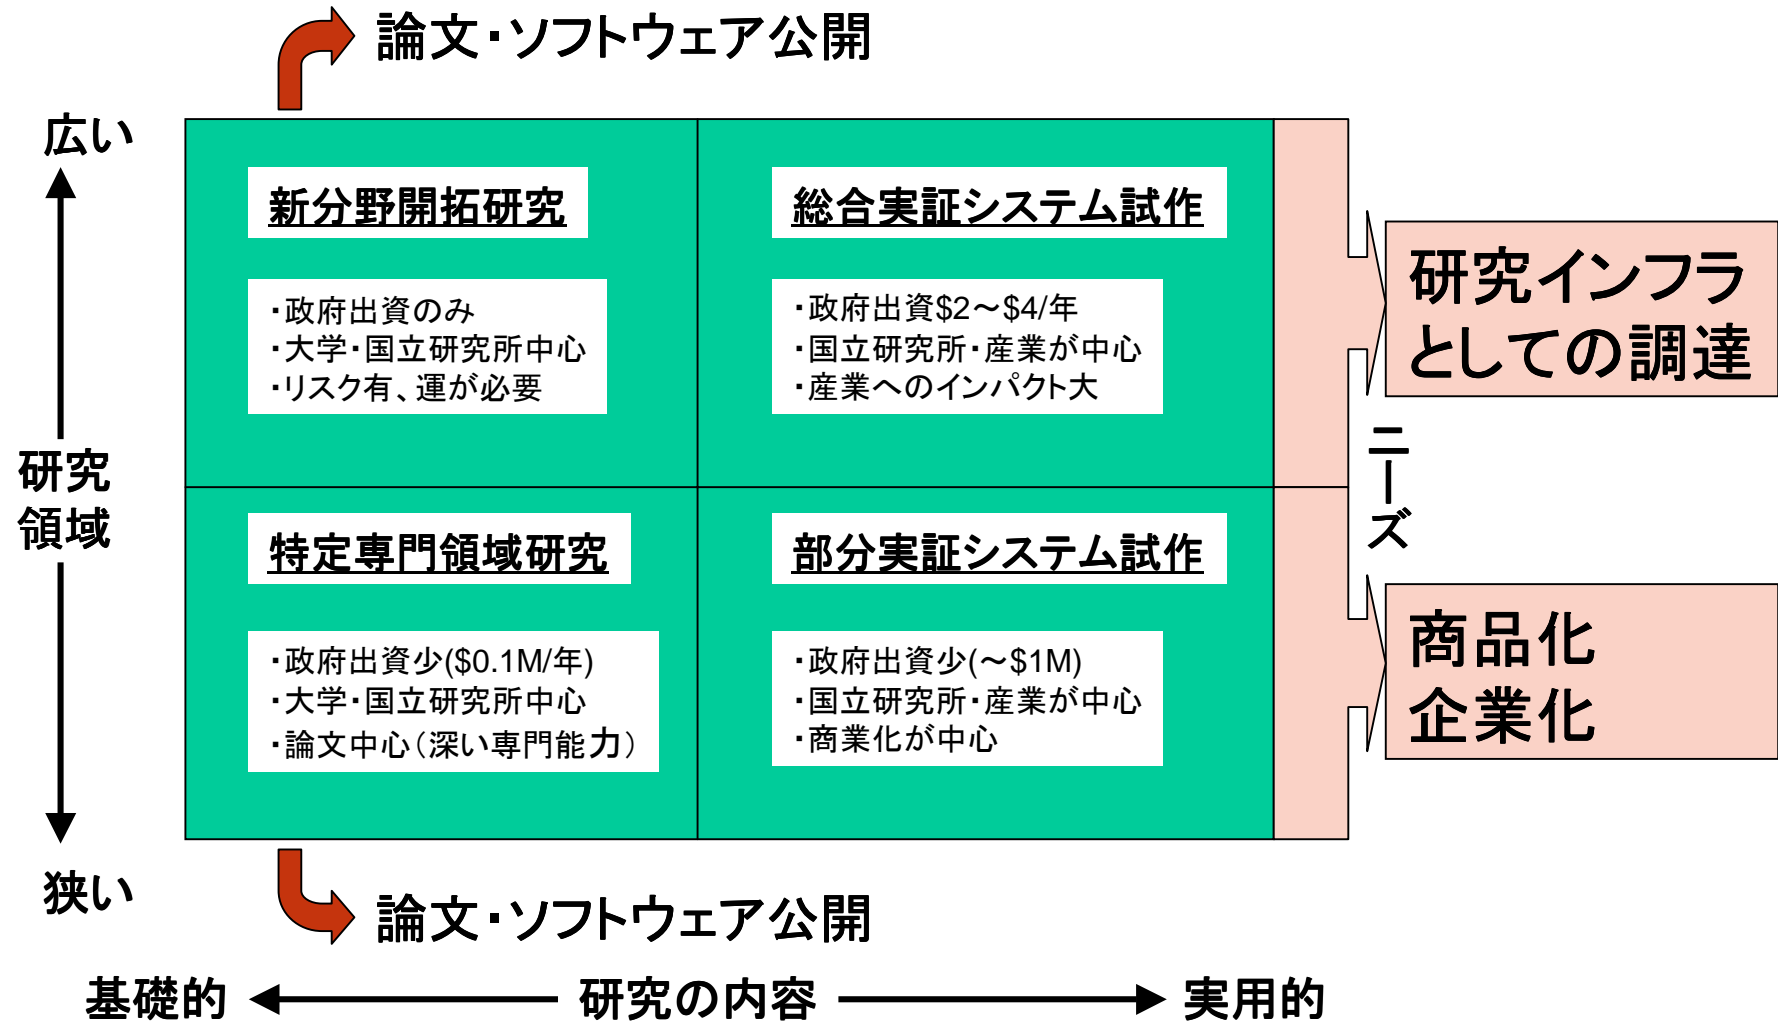 論文・ソフトウェア公開
広い
新分野開拓研究
・政府出資のみ
・大学・国立研究所中心
・リスク有、運が必要
総合実証システム試作
・政府出資$2～$4/年
・国立研究所・産業が中心
・産業へのインパクト大
研究インフラ
としての調達
研究
領域
ニーズ
特定専門領域研究
・政府出資少($0.1M/年)
・大学・国立研究所中心
・論文中心（深い専門能力）
部分実証システム試作
・政府出資少(～$1M)
・国立研究所・産業が中心
・商業化が中心
商品化
企業化
狭い
論文・ソフトウェア公開
基礎的
研究の内容
実用的